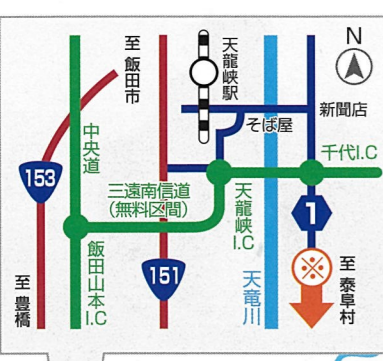 N
至 飯田市
天龍峡駅
新聞店
そば屋
中央道
千代I.C
153
三遠南信道
(無料区間)
天龍峡I.C
1
飯田山本I.C
151
天竜川
※
至 豊橋
至 泰阜村